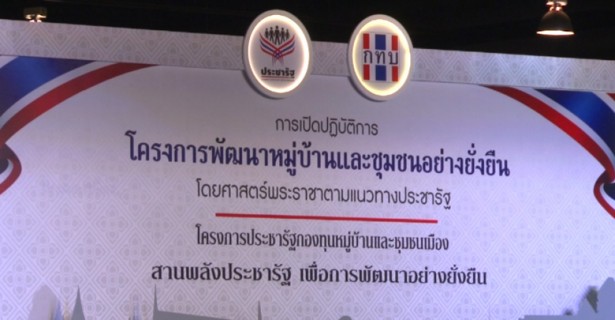 ประชารัฐ
กทบ
การเปิดปฏิบัติการ
โครงการพัฒนาหมู่บ้านและชุมชนอย่างยั่งยืน
โดยศาสตร์พระราชาตามแนวทางประชารัฐ
โครงการประชารัฐกองทุนหมู่บ้านและชุมชนเมือง
สานพลังประชารัฐ เพื่อการพัฒนาอย่างยั่งยืน